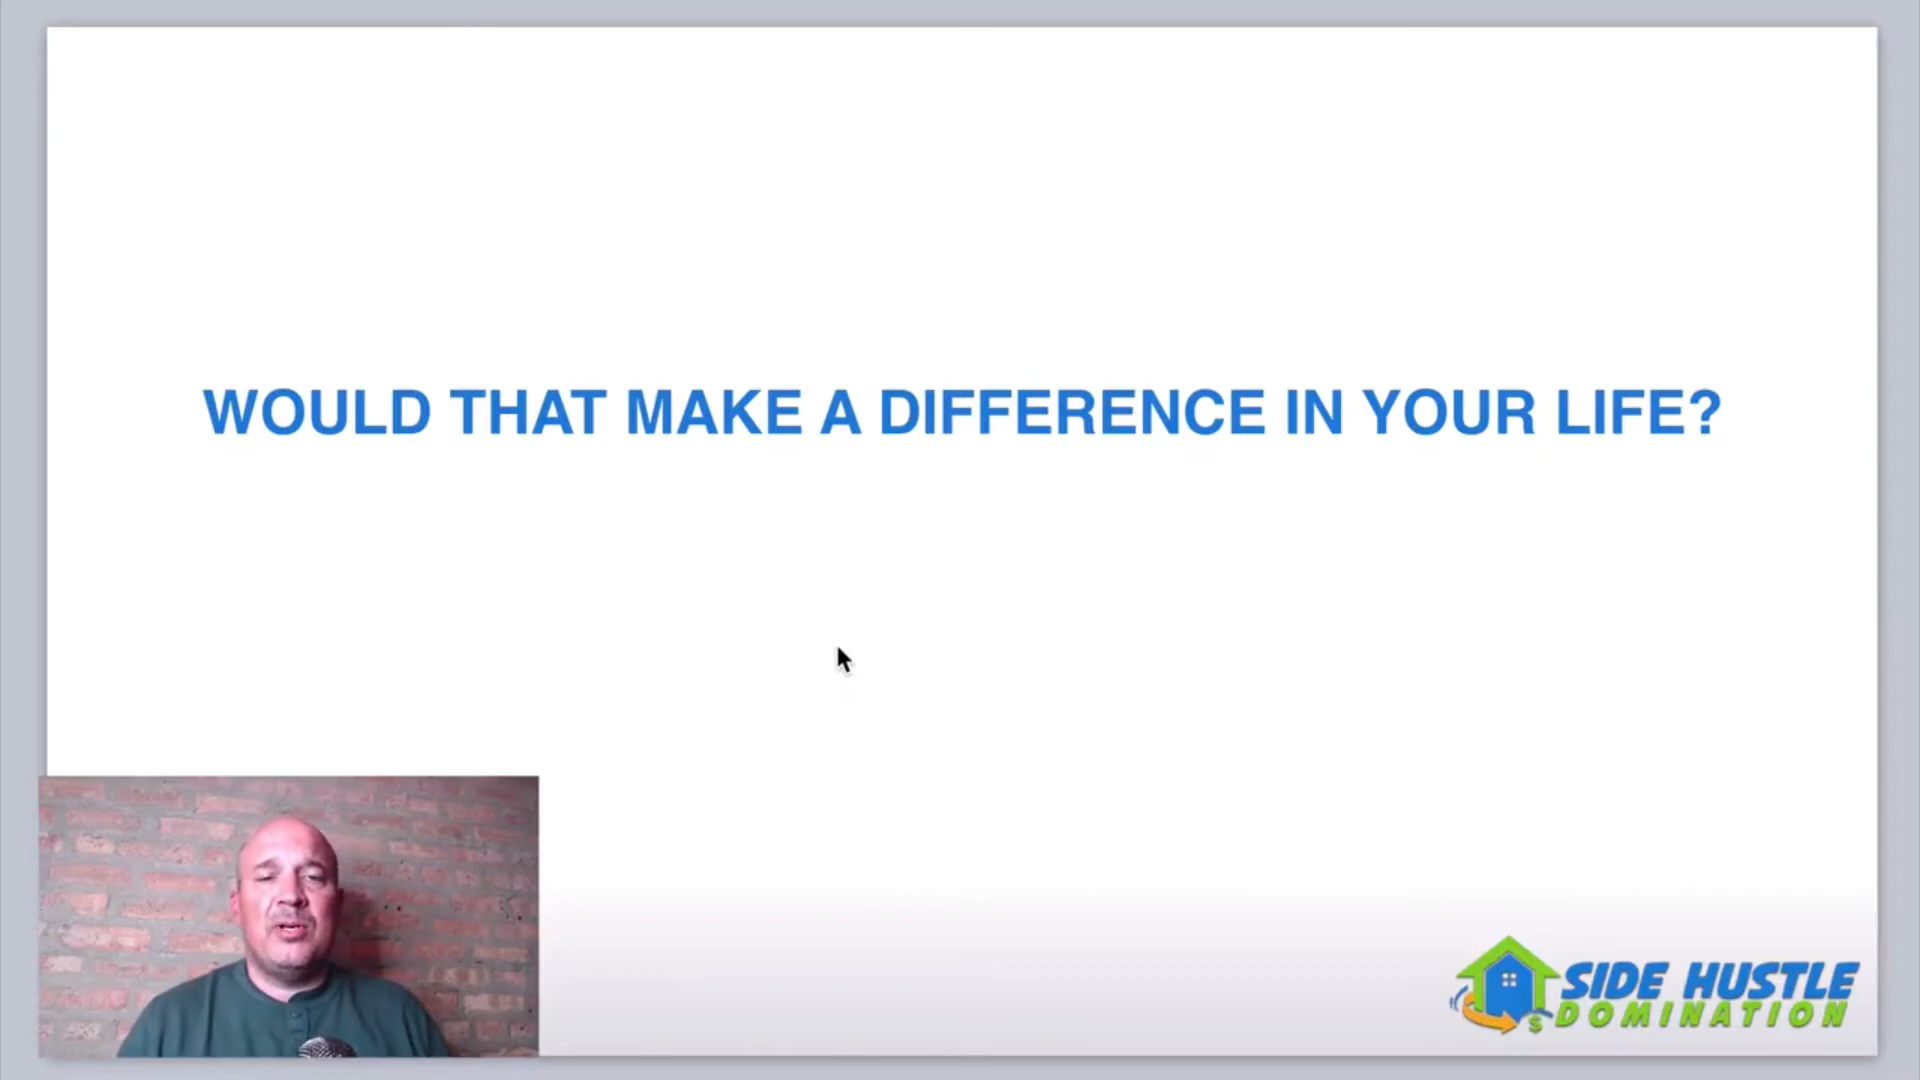 WOULD THAT MAKE A DIFFERENCE IN YOUR LIFE?
SIDE HUSTLE
DOMINATION
$